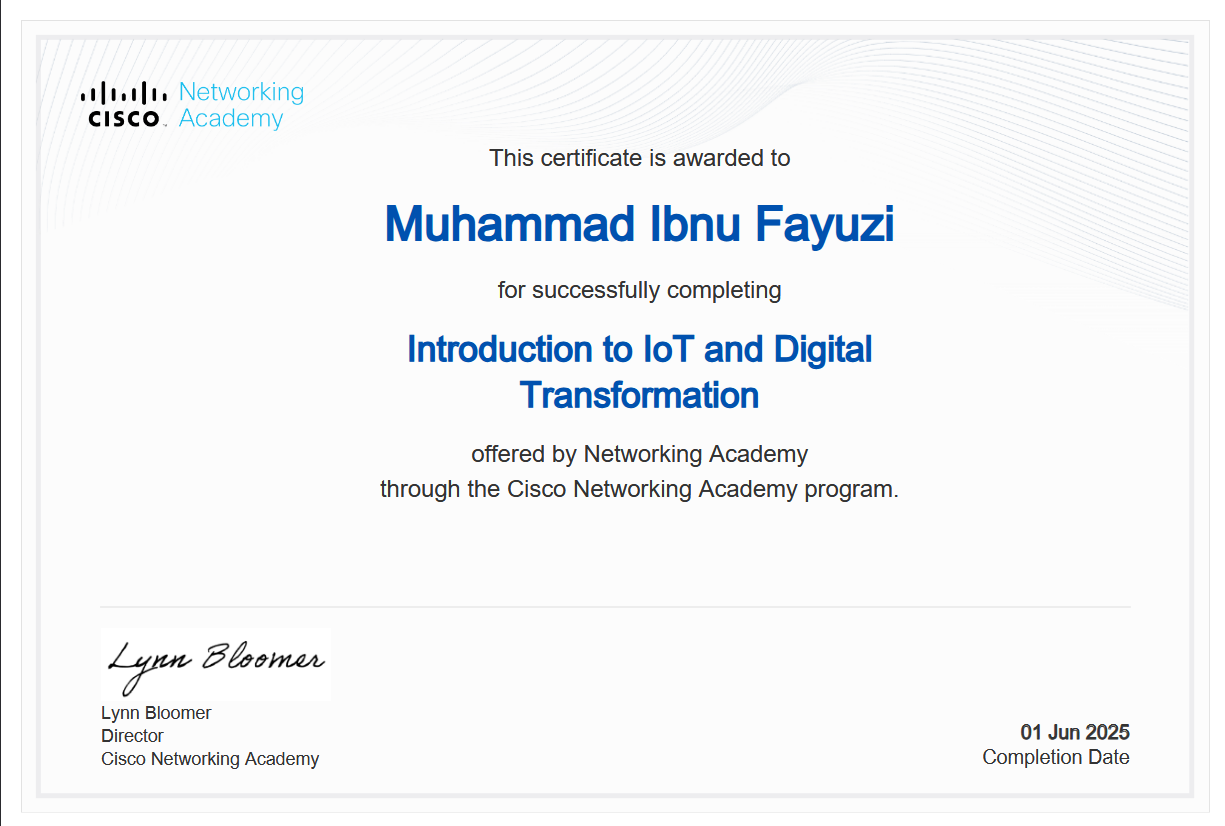 Networking
CISCO Academy
This certificate is awarded to
Muhammad Ibnu Fayuzi
for successfully completing
Introduction to IoT and Digital
Transformation
offered by Networking Academy
through the Cisco Networking Academy program.
Lynn Bloomer
Lynn Bloomer
Director
Cisco Networking Academy
01 Jun 2025
Completion Date